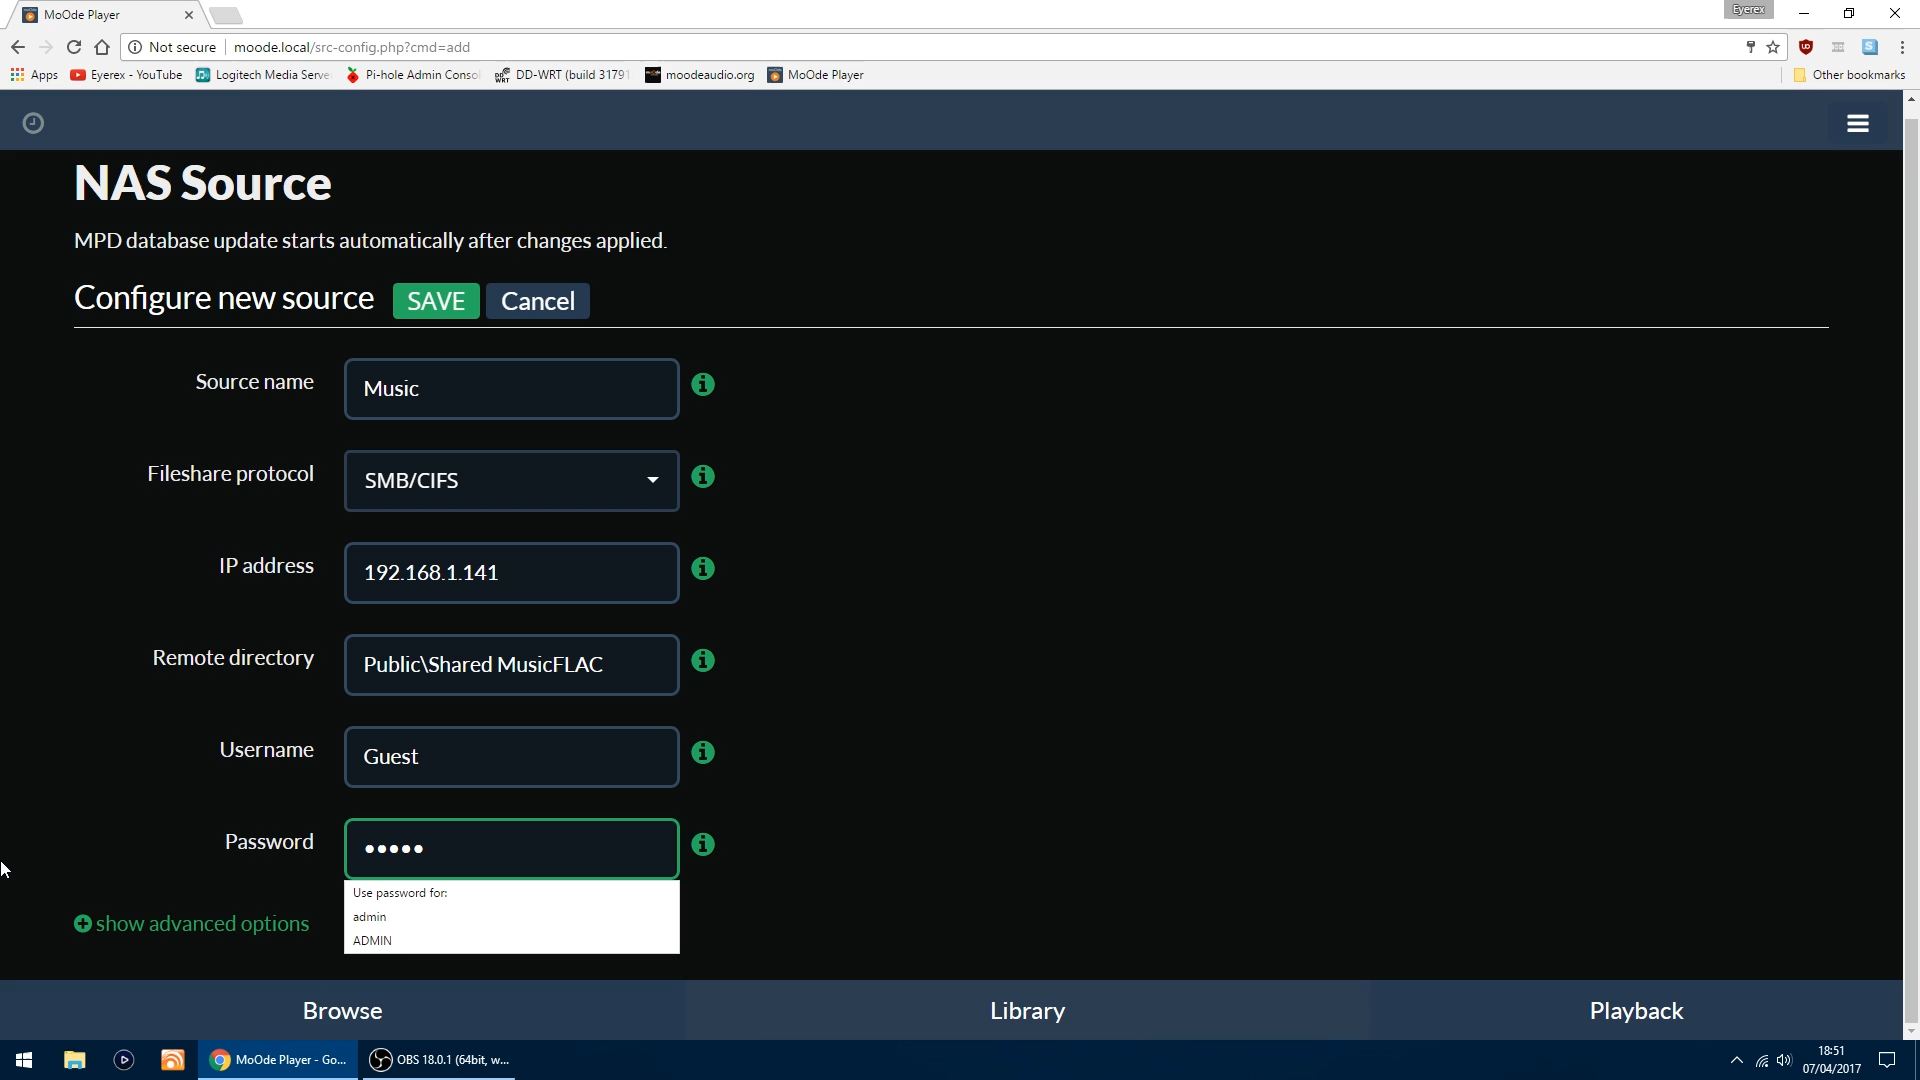 MoOde Player
Eyerex
Not secure
moode.local/src-config.php?cmd=add
Apps
Eyerex - YouTube
Logitech Media Serve
Pi-hole Admin Consol
DD-WRT (build 31791
moodeaudio.org
MoOde Player
Other bookmarks
NAS Source
MPD database update starts automatically after changes applied.
Configure new source
SAVE
Cancel
Source name
Music
Fileshare protocol
SMB/CIFS
IP address
192.168.1.141
Remote directory
Public\Shared MusicFLAC
Username
Guest
Password
•••••
Use password for:
admin
ADMIN
show advanced options
Browse
Library
Playback
MoOde Player - Go...
OBS 18.0.1 (64bit, w...
18:51
07/04/2017